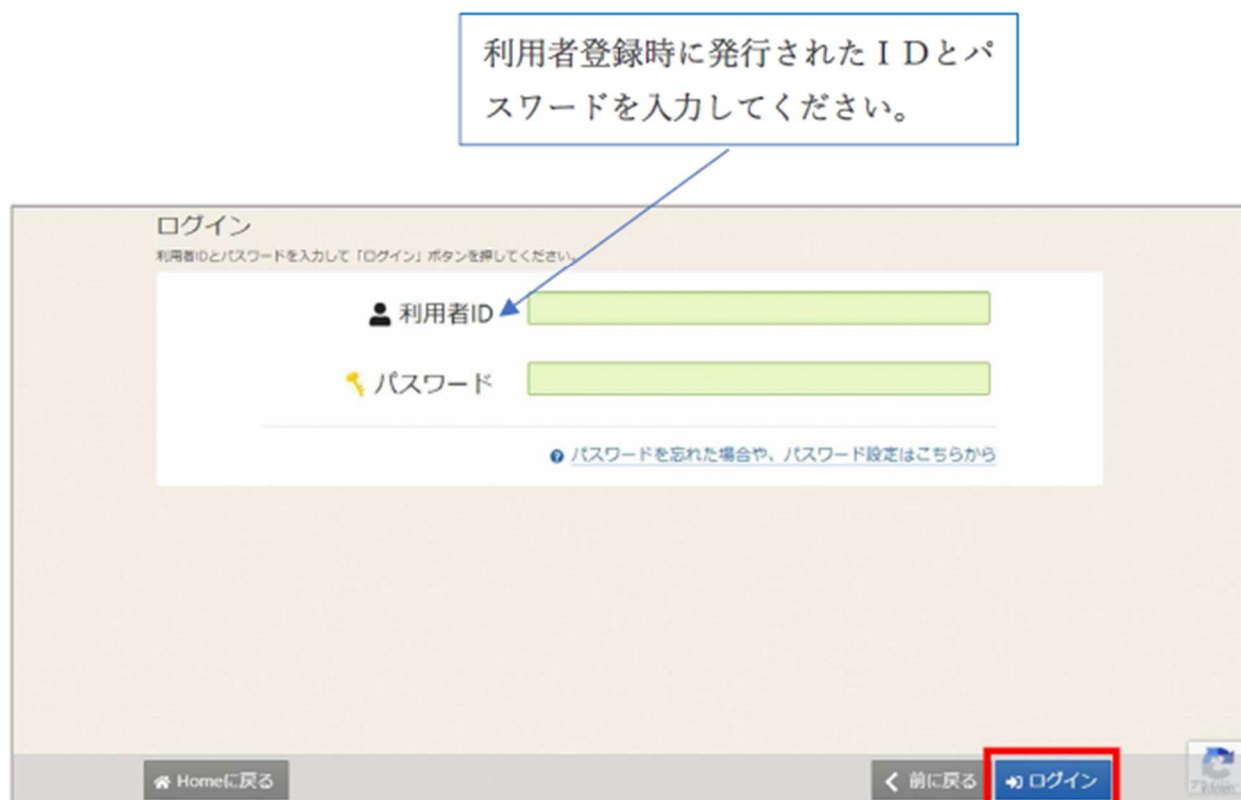 利用者登録時に発行されたＩＤとパ
スワードを入力してください。
ログイン
利用者IDとパスワードを入力して「ログイン」ボタンを押してください。
利用者ID
パスワード
パスワードを忘れた場合や、パスワード設定はこちらから
Homeに戻る
前に戻る
ログイン